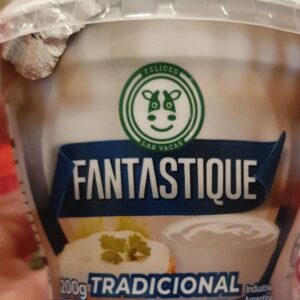 FELICES
LAS VACAS
FANTASTIQUE
200g TRADICIONAL
Industria
Argentina